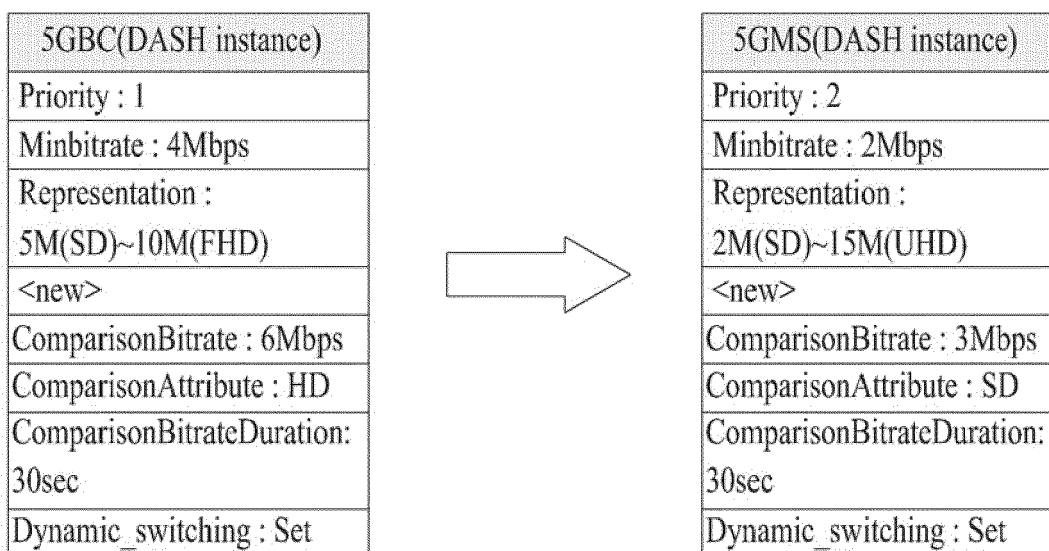 5GBC(DASH instance)
Priority : 1
Minbitrate : 4Mbps
Representation :
5M(SD)~10M(FHD)
<new>
ComparisonBitrate : 6Mbps
ComparisonAttribute : HD
ComparisonBitrateDuration:
30sec
Dynamic_switching : Set
5GMS(DASH instance)
Priority : 2
Minbitrate : 2Mbps
Representation :
2M(SD)~15M(UHD)
<new>
ComparisonBitrate : 3Mbps
ComparisonAttribute : SD
ComparisonBitrateDuration:
30sec
Dynamic_switching : Set